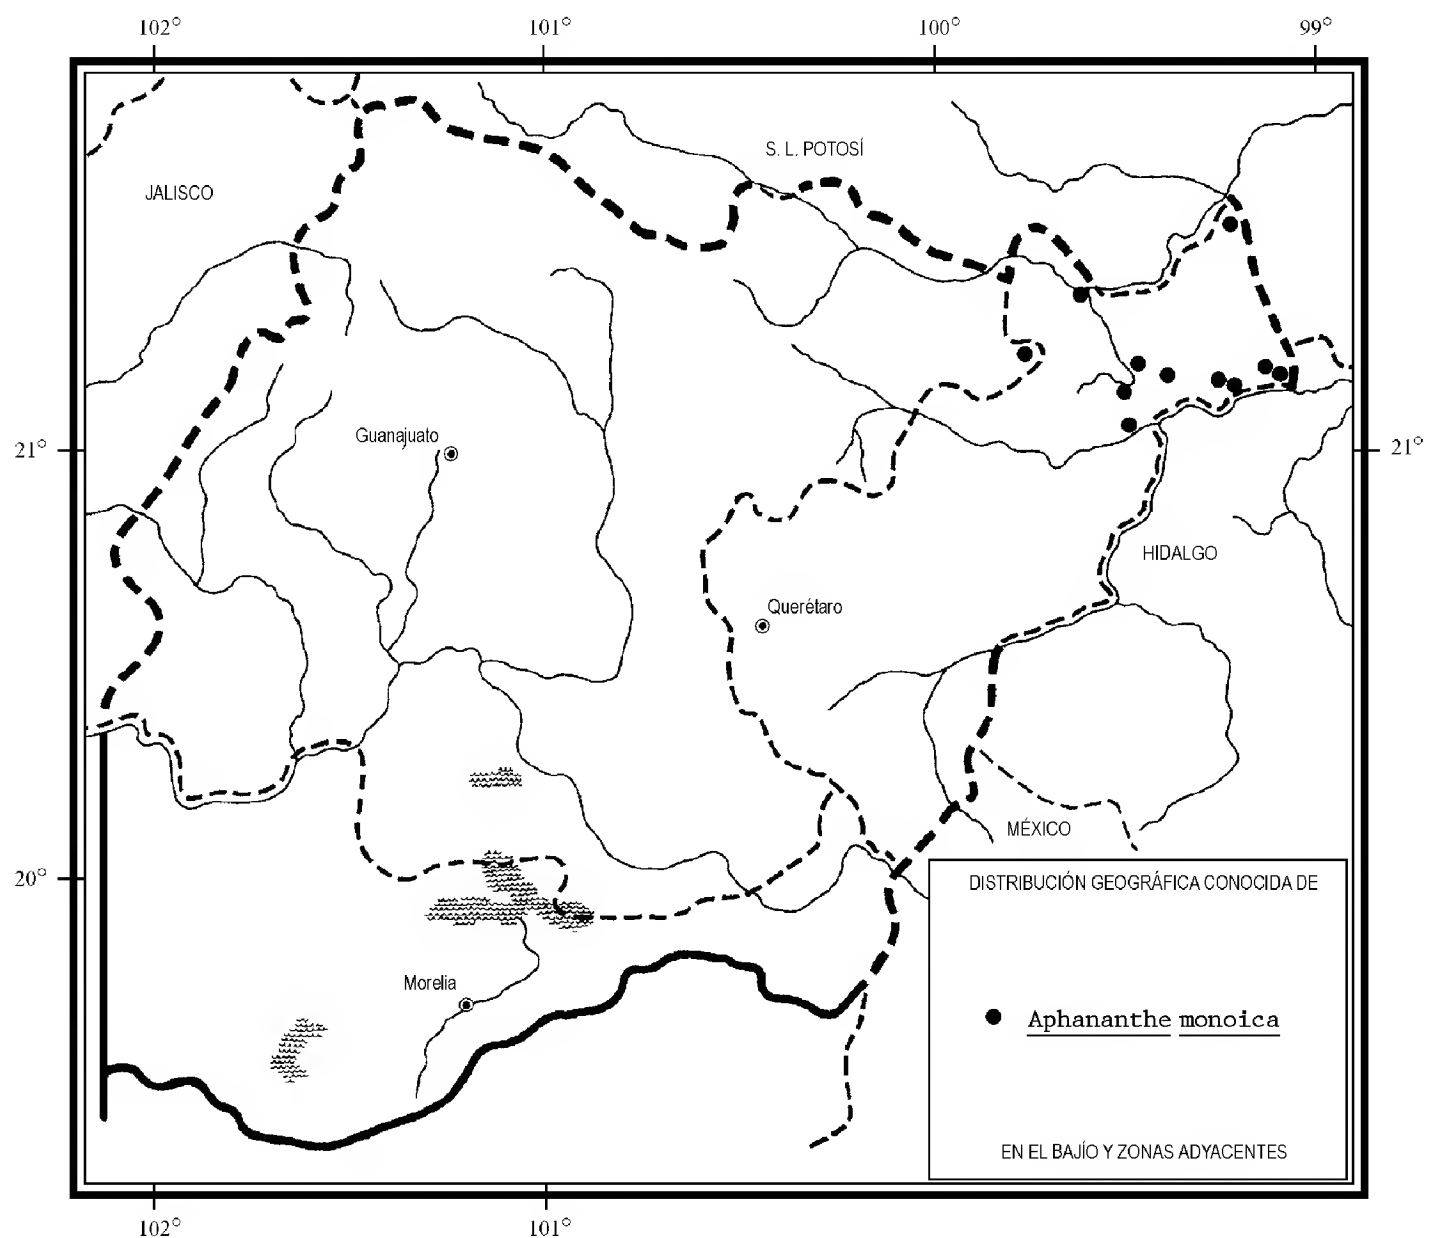 102°
101°
100°
99°
S. L. POTOSÍ
JALISCO
Guanajuato
21°
21°
HIDALGO
Querétaro
MÉXICO
20°
DISTRIBUCIÓN GEOGRÁFICA CONOCIDA DE
Morelia
Aphananthe monoica
EN EL BAJÍO Y ZONAS ADYACENTES
102°
101°